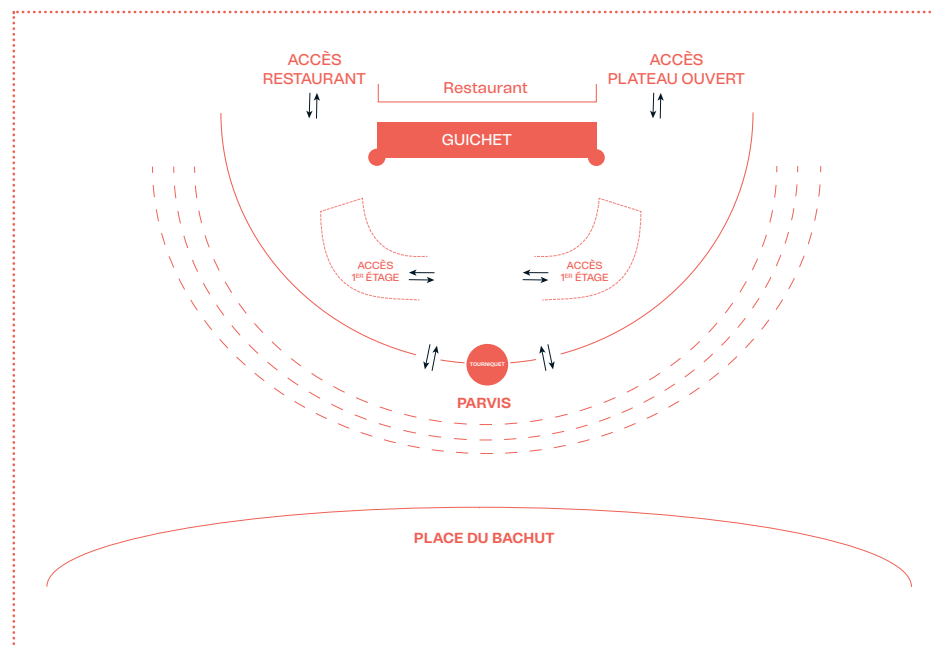 ACCÈS
RESTAURANT
ACCÈS
PLATEAU OUVERT
Restaurant
GUICHET
ACCÈS
1ER ÉTAGE
ACCÈS
1ER ÉTAGE
TOURNIQUET
PARVIS
PLACE DU BACHUT